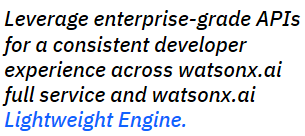 Leverage enterprise-grade APIs
for a consistent developer
experience across watsonx.ai
full service and watsonx.ai
Lightweight Engine.